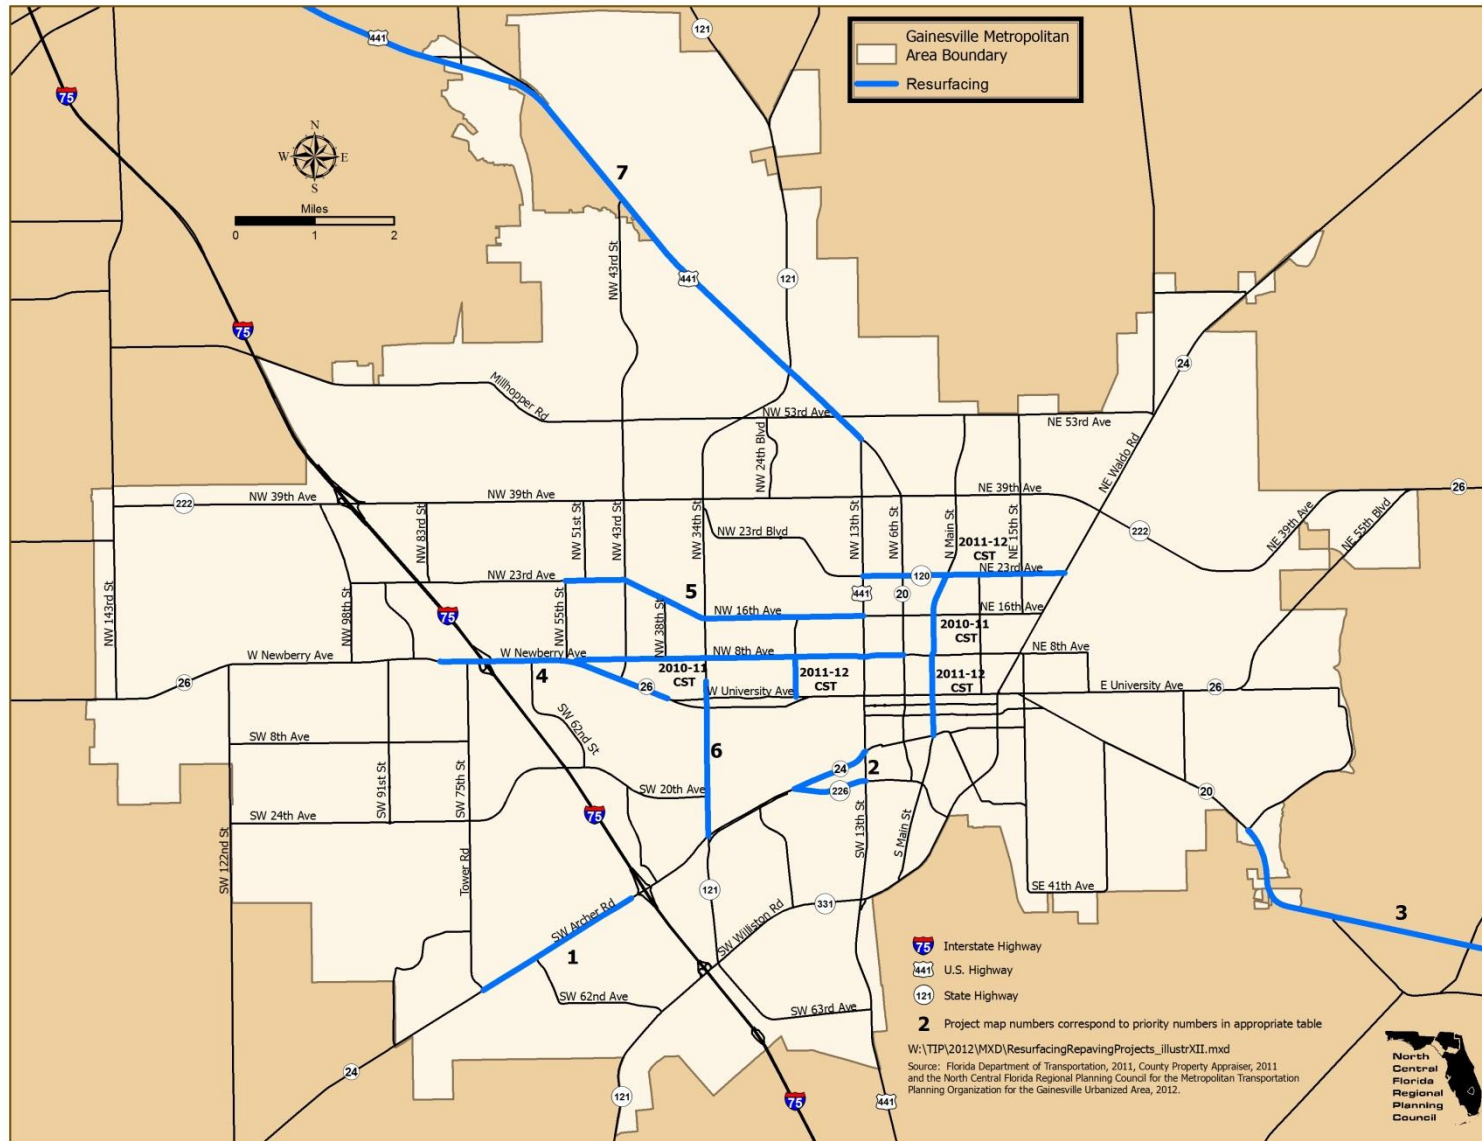 441
121
Gainesville Metropolitan
Area Boundary
Resurfacing
75
N
W E
S
Miles
0 1 2
7
NW 43rd St
441
121
75
24
Millhopper Rd
NW 53rd Ave
NE 53rd Ave
NW 24th Blvd
NE Waldo Rd
222
NW 39th Ave
NW 39th Ave
NE 39th Ave
26
NW 83rd St
NW 51st St
NW 43rd St
NW 34th St
NW 23rd Blvd
NW 13th St
NW 6th St
N Main St
2011-12
CST
NE 15th St
222
NE 39th Ave
NE 55th Blvd
NW 23rd Ave
120
NE 23rd Ave
NW 143rd St
NW 98th St
75
NW 55th St
NW 38th St
5
441
20
NW 16th Ave
NE 16th Ave
2010-11
CST
W Newberry Ave
W Newberry Ave
NW 8th Ave
NE 8th Ave
26
4
26
2010-11
CST
2011-12
CST
2011-12
CST
W University Ave
E University Ave
26
SW 8th Ave
SW 62nd St
6
24
2
226
SW 91st St
SW 75th St
SW 20th Ave
20
SW 24th Ave
75
SW 122nd St
Tower Rd
SW 13th St
S Main St
121
SE 41th Ave
SW Archer Rd
331
SW Williston Rd
3
1
SW 62nd Ave
SW 63rd Ave
24
121
75
441
75 Interstate Highway
441 U.S. Highway
121 State Highway
2 Project map numbers correspond to priority numbers in appropriate table
W:\TIP\2012\MXD\ResurfacingRepavingProjects_illustrXII.mxd
Source: Florida Department of Transportation, 2011, County Property Appraiser, 2011
and the North Central Florida Regional Planning Council for the Metropolitan Transportation
Planning Organization for the Gainesville Urbanized Area, 2012.
North
Central
Florida
Regional
Planning
Council